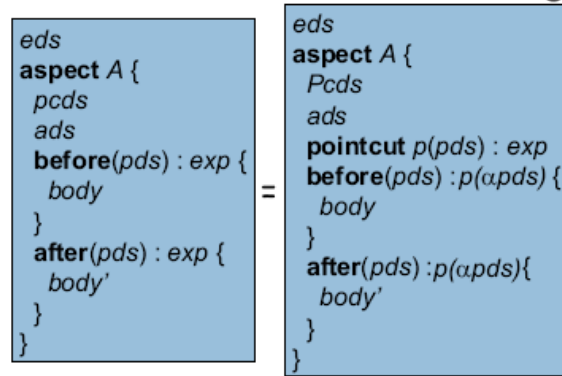 eds
aspect A {
pcds
ads
before(pds) : exp {
body
}
after(pds) : exp {
body'
}
}
=
eds
aspect A {
Pcds
ads
pointcut p(pds) : exp
before(pds) :p(αpds) {
body
}
after(pds) :p(αpds){
body'
}
}